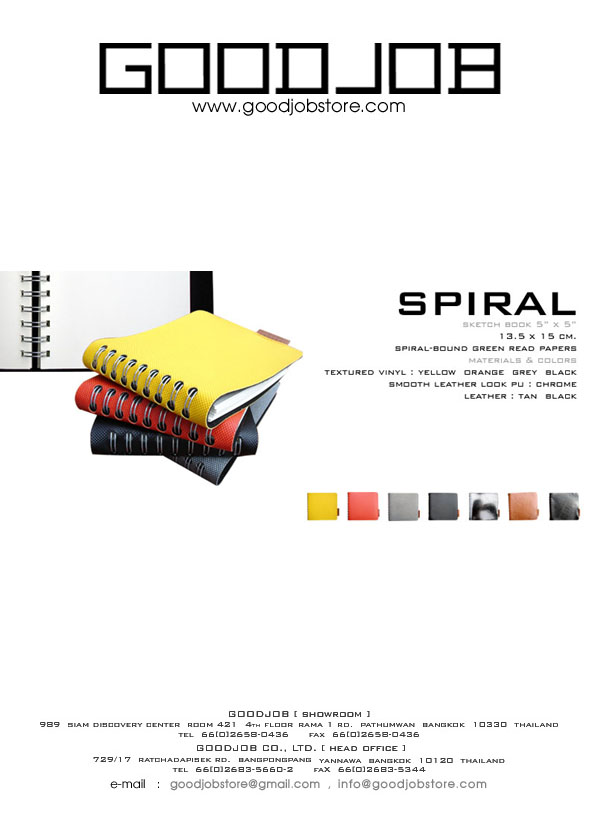 GOODJOB
www.goodjobstore.com
SPIRAL
SKETCH BOOK 5" X 5"
13.5 X 15 CM.
SPIRAL-BOUND GREEN READ PAPERS
MATERIALS & COLORS
TEXTURED VINYL : YELLOW ORANGE GREY BLACK
SMOOTH LEATHER LOOK PU : CHROME
LEATHER : TAN BLACK
GOODJOB [ SHOWROOM ]
989 SIAM DISCOVERY CENTER ROOM 421 4TH FLOOR RAMA 1 RD. PATHUMWAN BANGKOK 10330 THAILAND
TEL 66(0)2658-0436 FAX 66(0)2658-0436
GOODJOB CO., LTD. [ HEAD OFFICE ]
729/17 RATCHADAPISEK RD. BANGPONGPANG YANNAWA BANGKOK 10120 THAILAND
TEL 66(0)2683-5660-2 FAX 66(0)2683-5344
e-mail : goodjobstore@gmail.com , info@goodjobstore.com